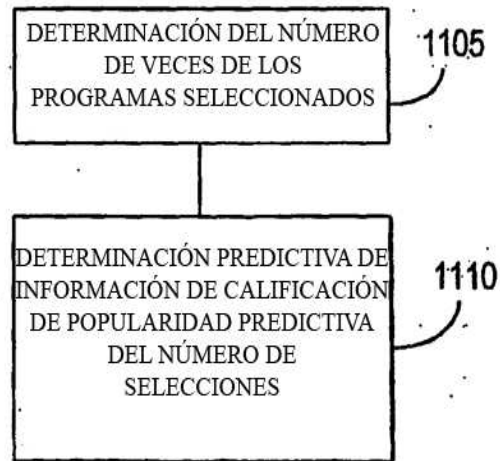 DETERMINACIÓN DEL NÚMERO
DE VECES DE LOS
PROGRAMAS SELECCIONADOS
1105
DETERMINACIÓN PREDICTIVA DE
INFORMACIÓN DE CALIFICACIÓN
DE POPULARIDAD PREDICTIVA
DEL NÚMERO DE
SELECCIONES
1110